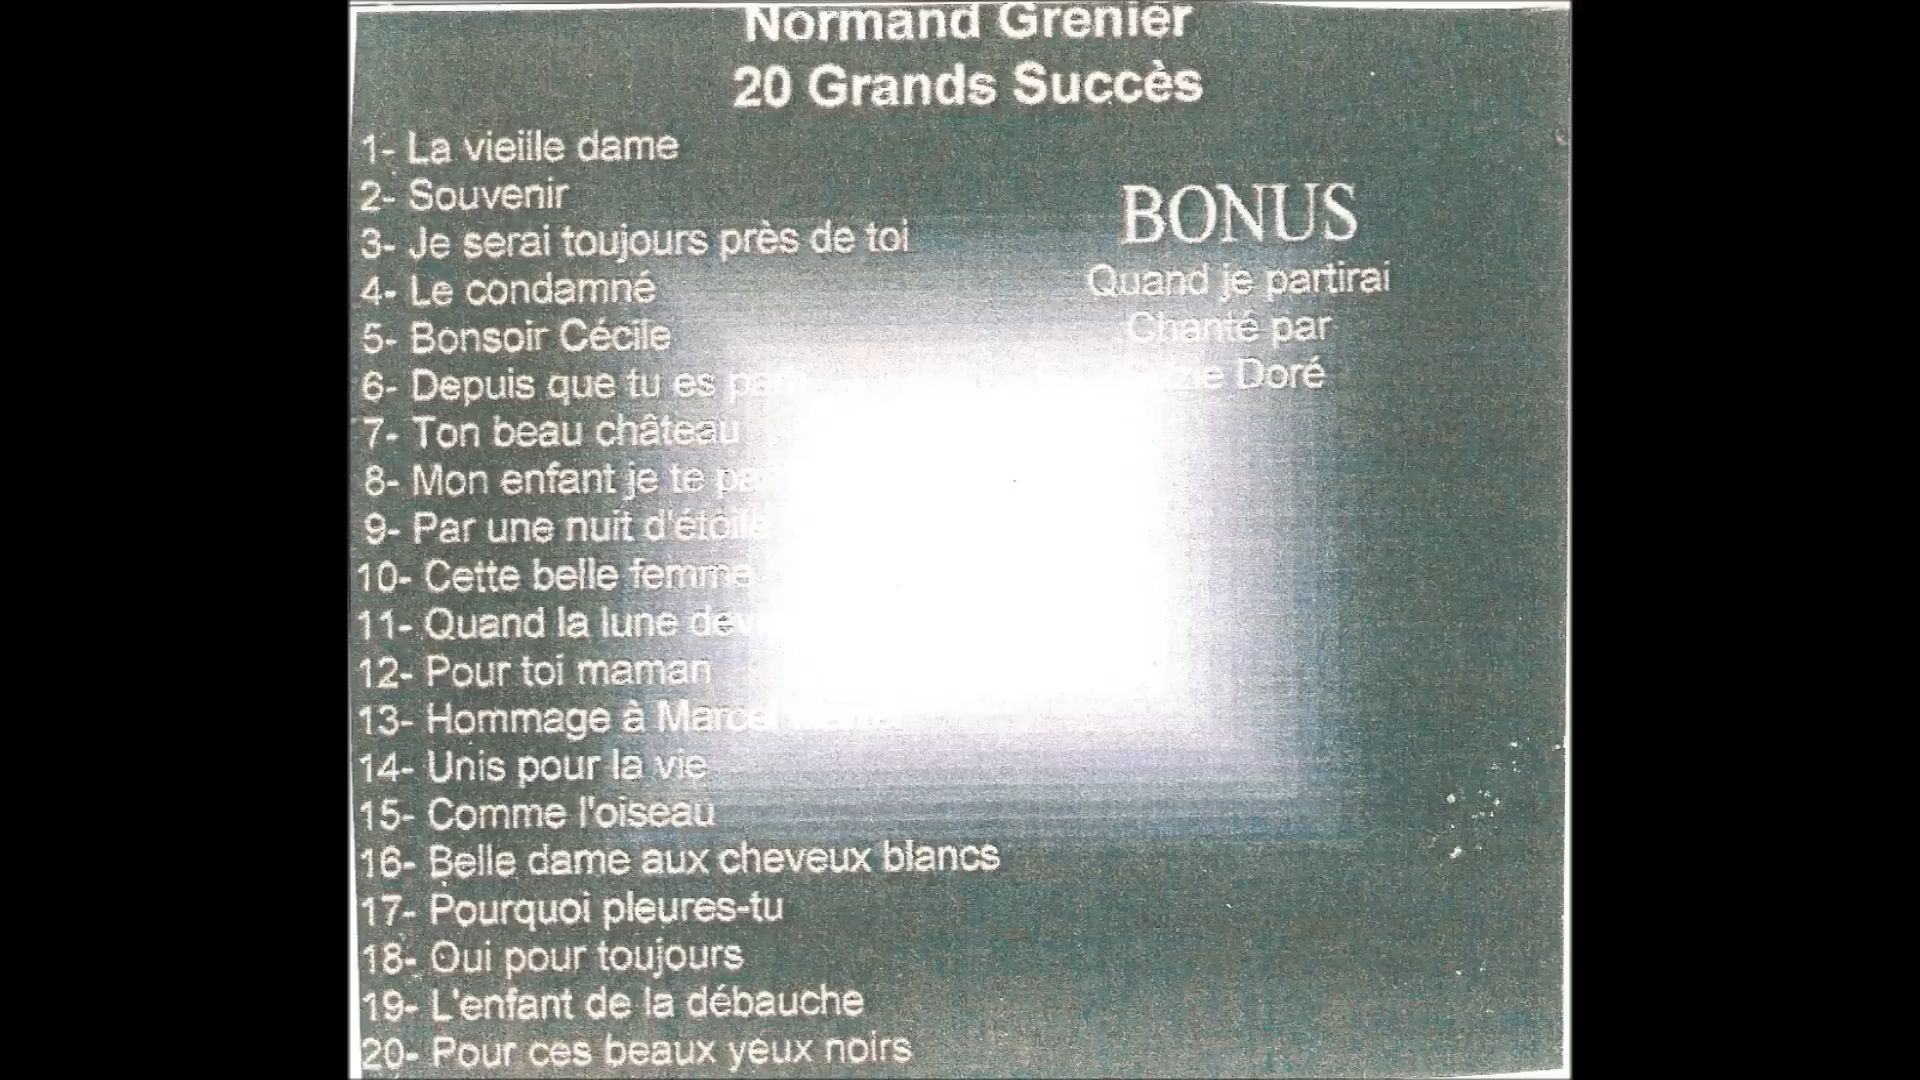 Normand Grenier
20 Grands Succès
1- La vieille dame
2- Souvenir
3- Je serai toujours près de toi
4- Le condamné
5- Bonsoir Cécile
6- Depuis que tu es
7- Ton beau château
8- Mon enfant je te
9- Par une nuit
10- Cette belle femme
11- Quand la lune
12- Pour toi maman
13- Hommage à Marcel
14- Unis pour la vie
15- Comme l'oiseau
16- Belle dame aux cheveux blancs
17- Pourquoi pleures-tu
18- Oui pour toujours
19- L'enfant de la débauche
20- Pour ces beaux yeux noirs
BONUS
Quand je partirai
Chanté par
Doré